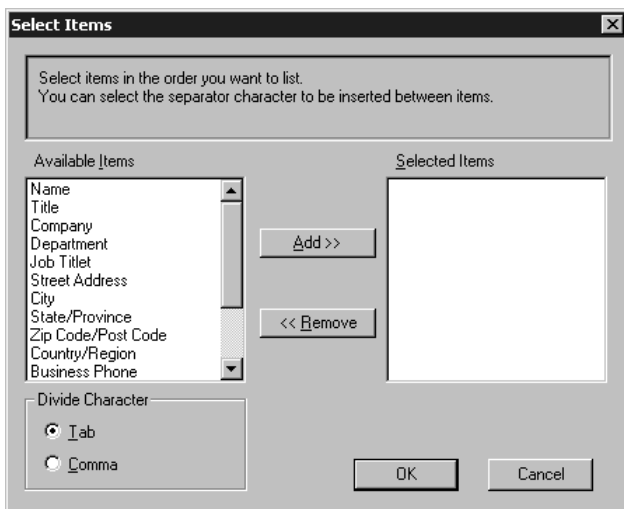 Select Items
Select items in the order you want to list.
You can select the separator character to be inserted between items.
Available Items
Selected Items
Name
Title
Company
Department
Job Titlet
Street Address
City
State/Province
Zip Code/Post Code
Country/Region
Business Phone
Add >>
<< Remove
Divide Character
Tab
Comma
OK
Cancel